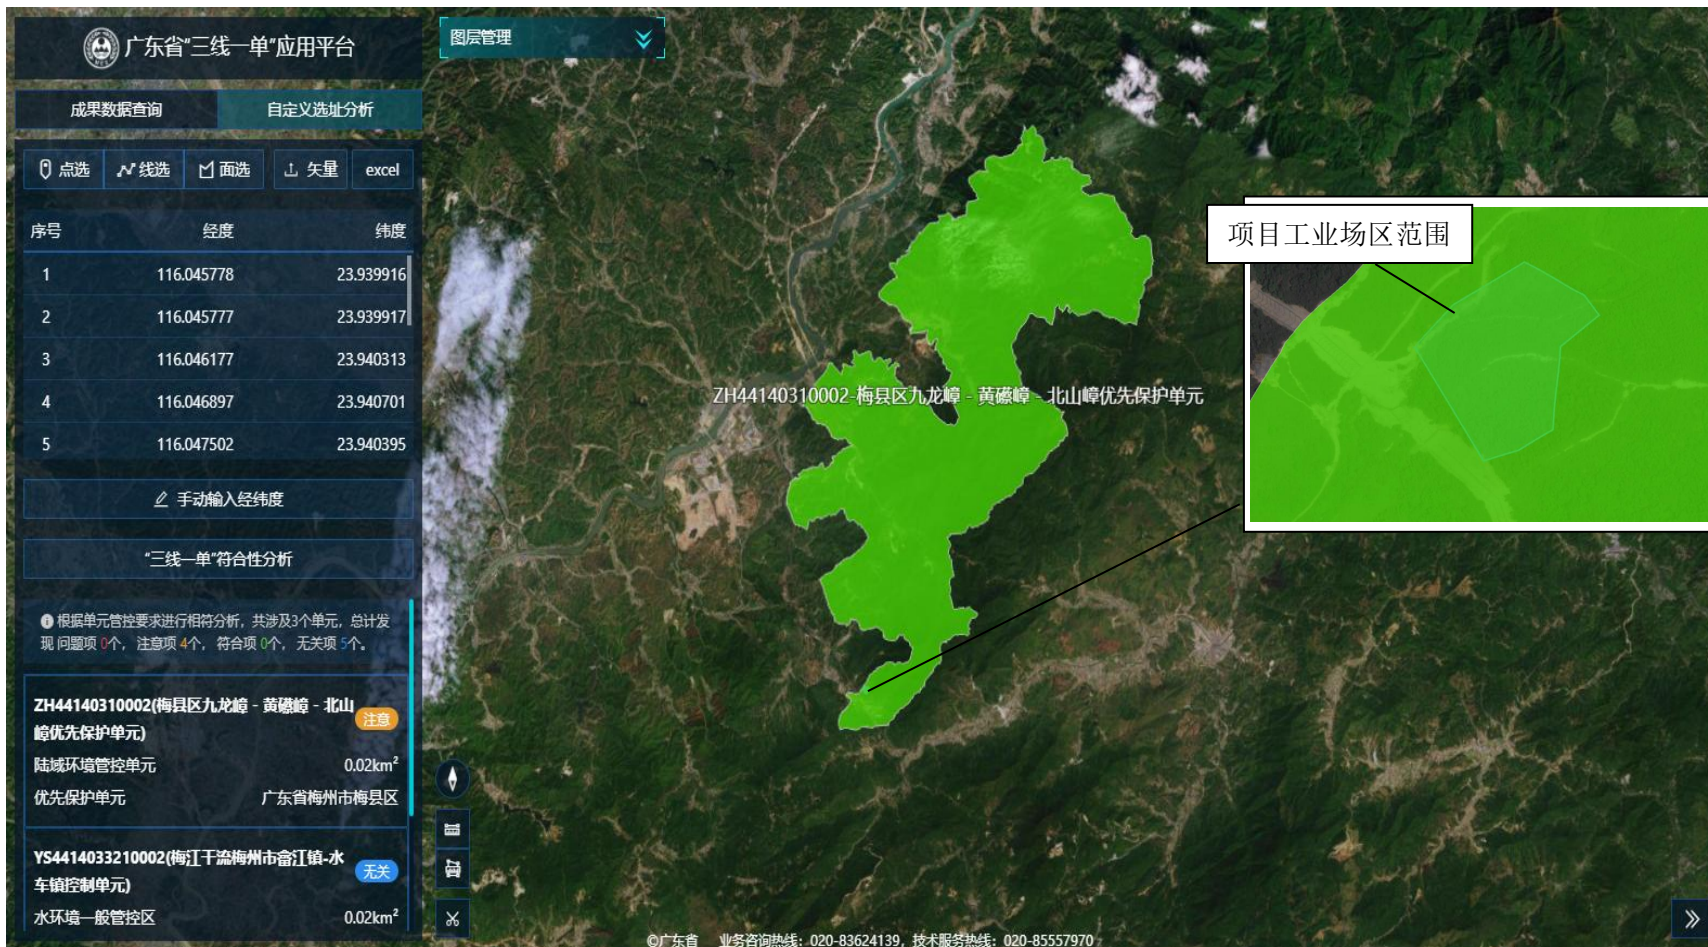 广东省“三线一单”应用平台
成果数据查询 自定义选址分析
点选 线选 面选 矢量 excel
序号 经度 纬度
1 116.045778 23.939916
2 116.045777 23.939917
3 116.046177 23.940313
4 116.046897 23.940701
5 116.047502 23.940395
手动输入经纬度
“三线一单”符合性分析
根据单元管控要求进行相符分析，共涉及3个单元，总计发
现 问题项 0个， 注意项 4个， 符合项 0个， 无关项 5个。
ZH44140310002(梅县区九龙嶂－黄礤嶂－北山
嶂优先保护单元)
注意
陆域环境管控单元 0.02km²
优先保护单元 广东省梅州市梅县区
YS4414033210002(梅江干流梅州市畲江镇-水
车镇控制单元)
无关
水环境一般管控区 0.02km²
图层管理
ZH44140310002-梅县区九龙嶂－黄礤嶂－北山嶂优先保护单元
项目工业场区范围
©广东省 业务咨询热线：020-83624139，技术服务热线：020-85557970